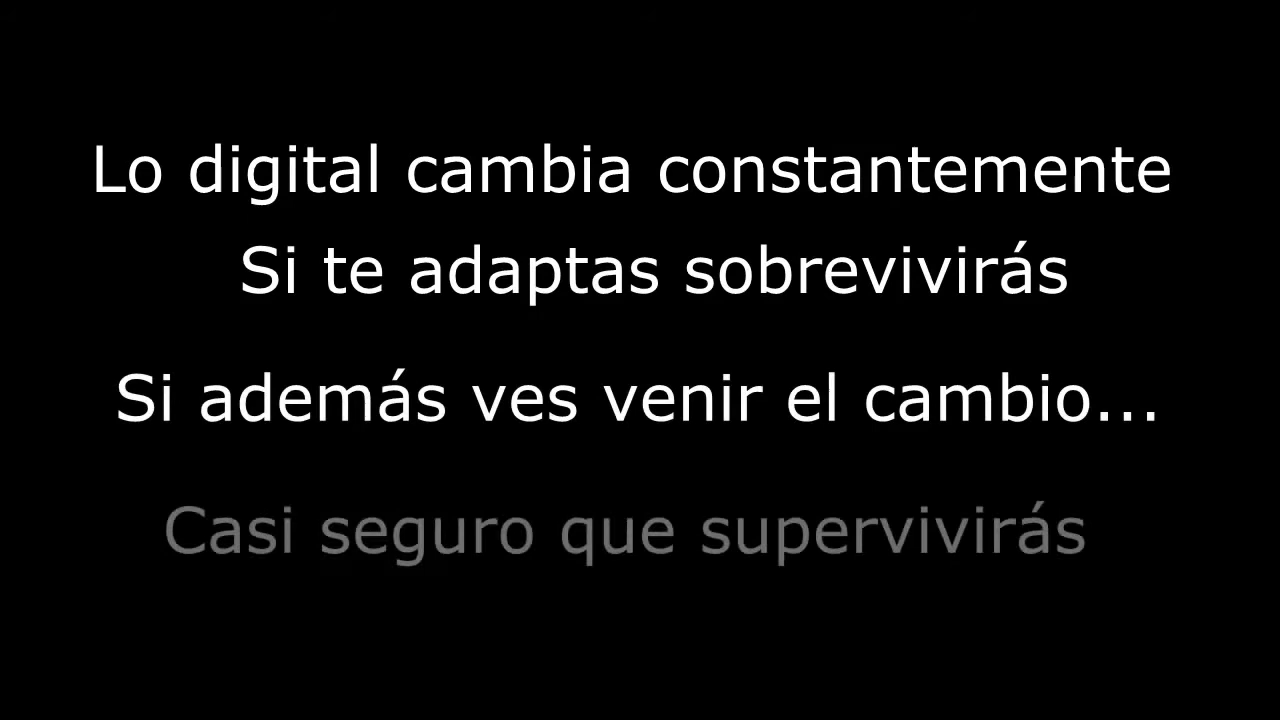 Lo digital cambia constantemente
Si te adaptas sobrevivirás
Si además ves venir el cambio...
Casi seguro que supervivirás